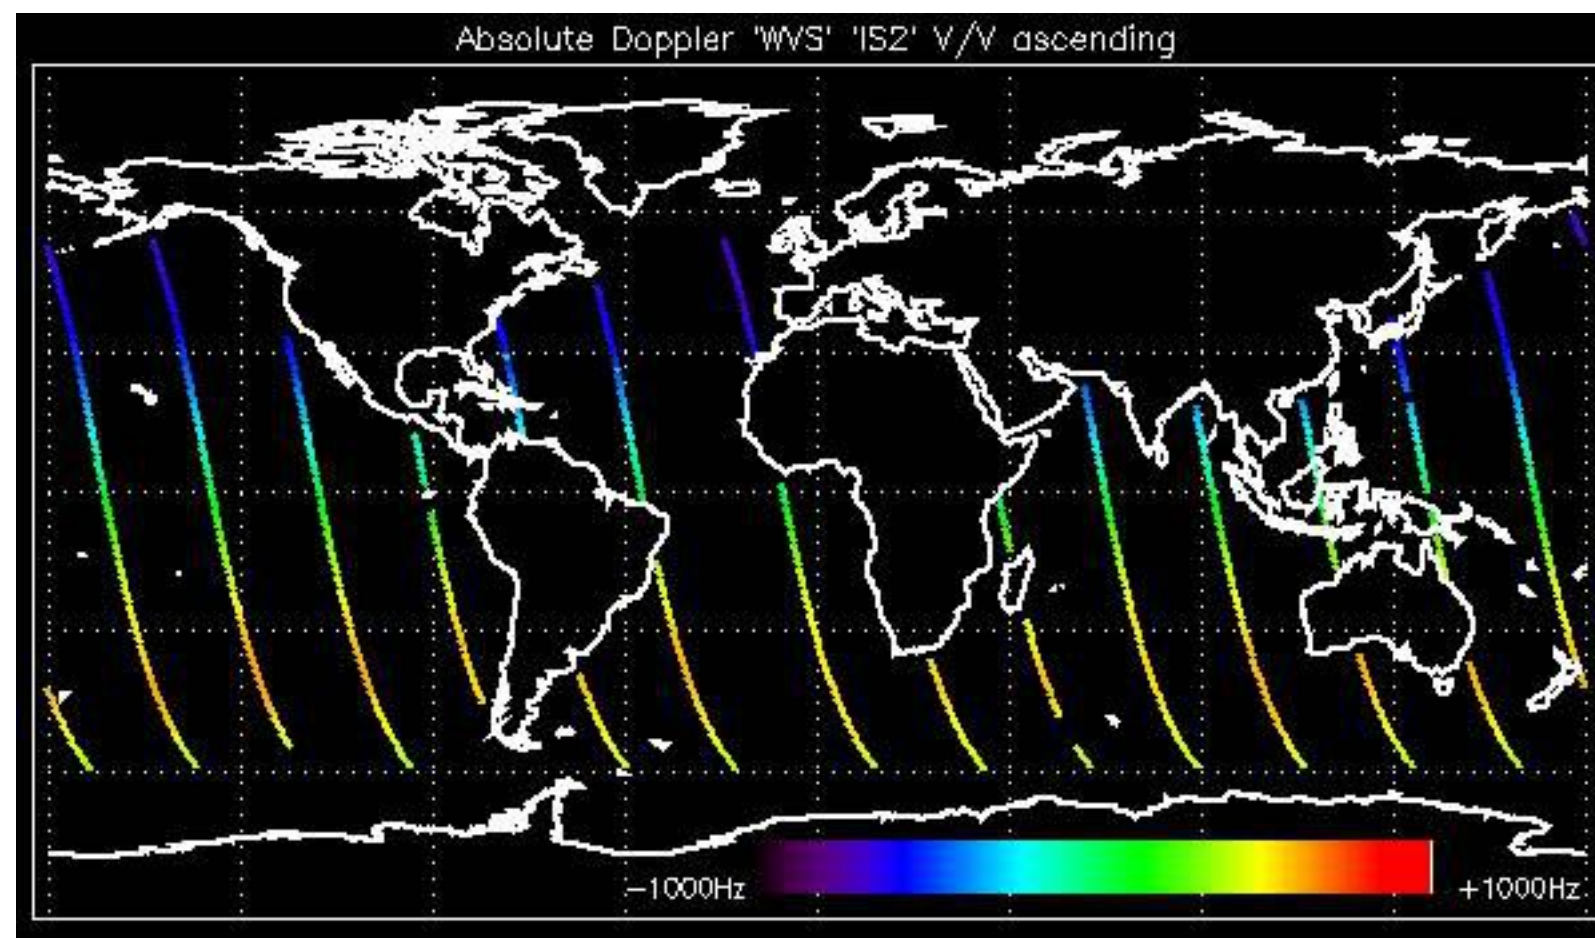 Absolute Doppler 'WVS' 'IS2' V/V ascending
−1000Hz
+1000Hz